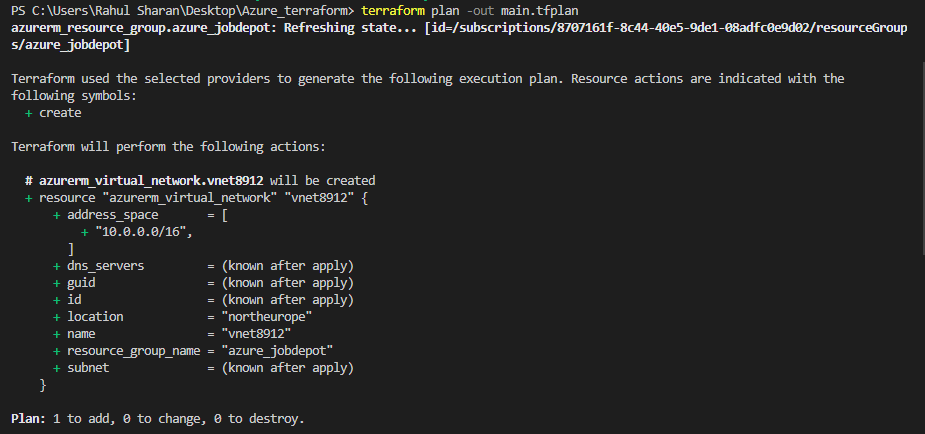 PS C:\Users\Rahul Sharan\Desktop\Azure_terraform> terraform plan -out main.tfplan
azurerm_resource_group.azure_jobdepot: Refreshing state... [id=/subscriptions/8707161f-8c44-40e5-9de1-08adfc0e9d02/resourceGroup
s/azure_jobdepot]
Terraform used the selected providers to generate the following execution plan. Resource actions are indicated with the
following symbols:
+ create
Terraform will perform the following actions:
# azurerm_virtual_network.vnet8912 will be created
+ resource "azurerm_virtual_network" "vnet8912" {
+ address_space = [
+ "10.0.0.0/16",
]
+ dns_servers = (known after apply)
+ guid = (known after apply)
+ id = (known after apply)
+ location = "northeurope"
+ name = "vnet8912"
+ resource_group_name = "azure_jobdepot"
+ subnet = (known after apply)
}
Plan: 1 to add, 0 to change, 0 to destroy.